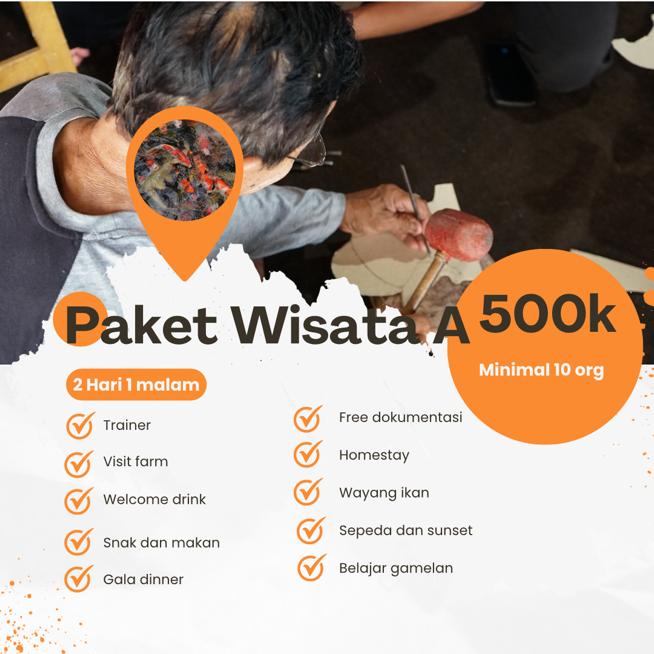 Paket Wisata A
500k
Minimal 10 org
2 Hari 1 malam
Trainer
Visit farm
Welcome drink
Snak dan makan
Gala dinner
Free dokumentasi
Homestay
Wayang ikan
Sepeda dan sunset
Belajar gamelan